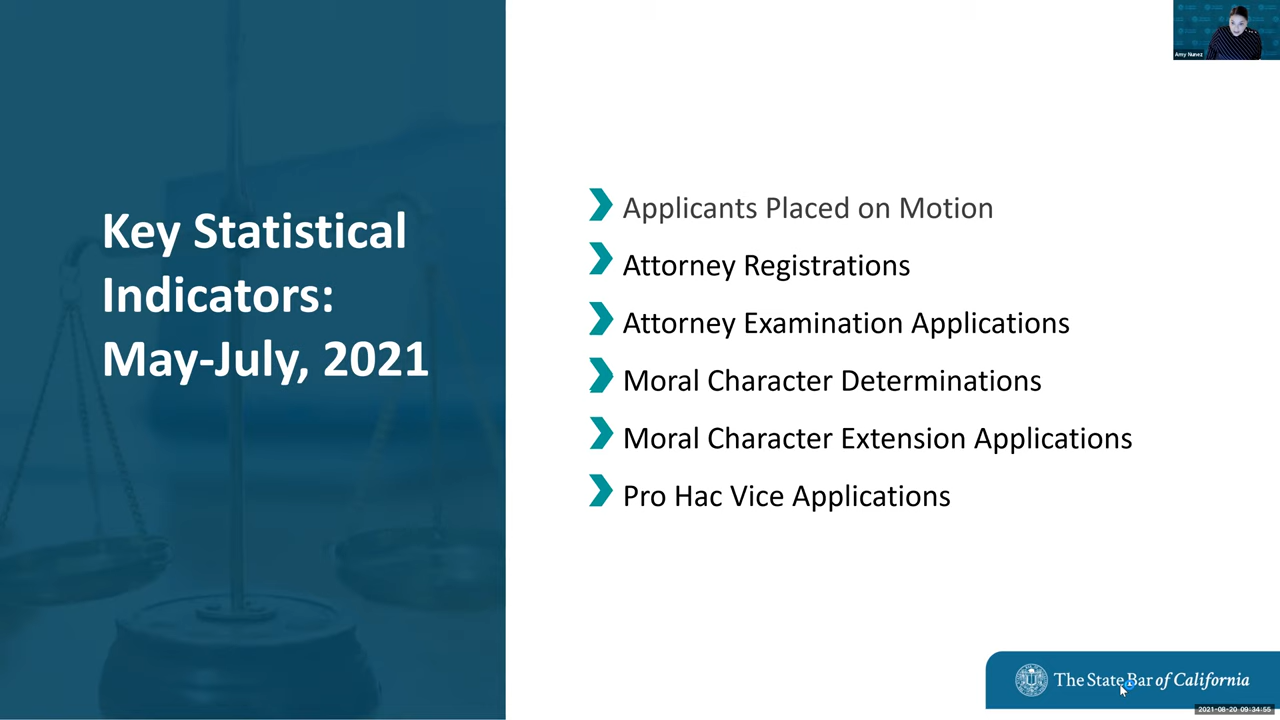 Amy Nunez
Key Statistical
Indicators:
May-July, 2021
Applicants Placed on Motion
Attorney Registrations
Attorney Examination Applications
Moral Character Determinations
Moral Character Extension Applications
Pro Hac Vice Applications
The State Bar of California
2021-08-20 09:34:55